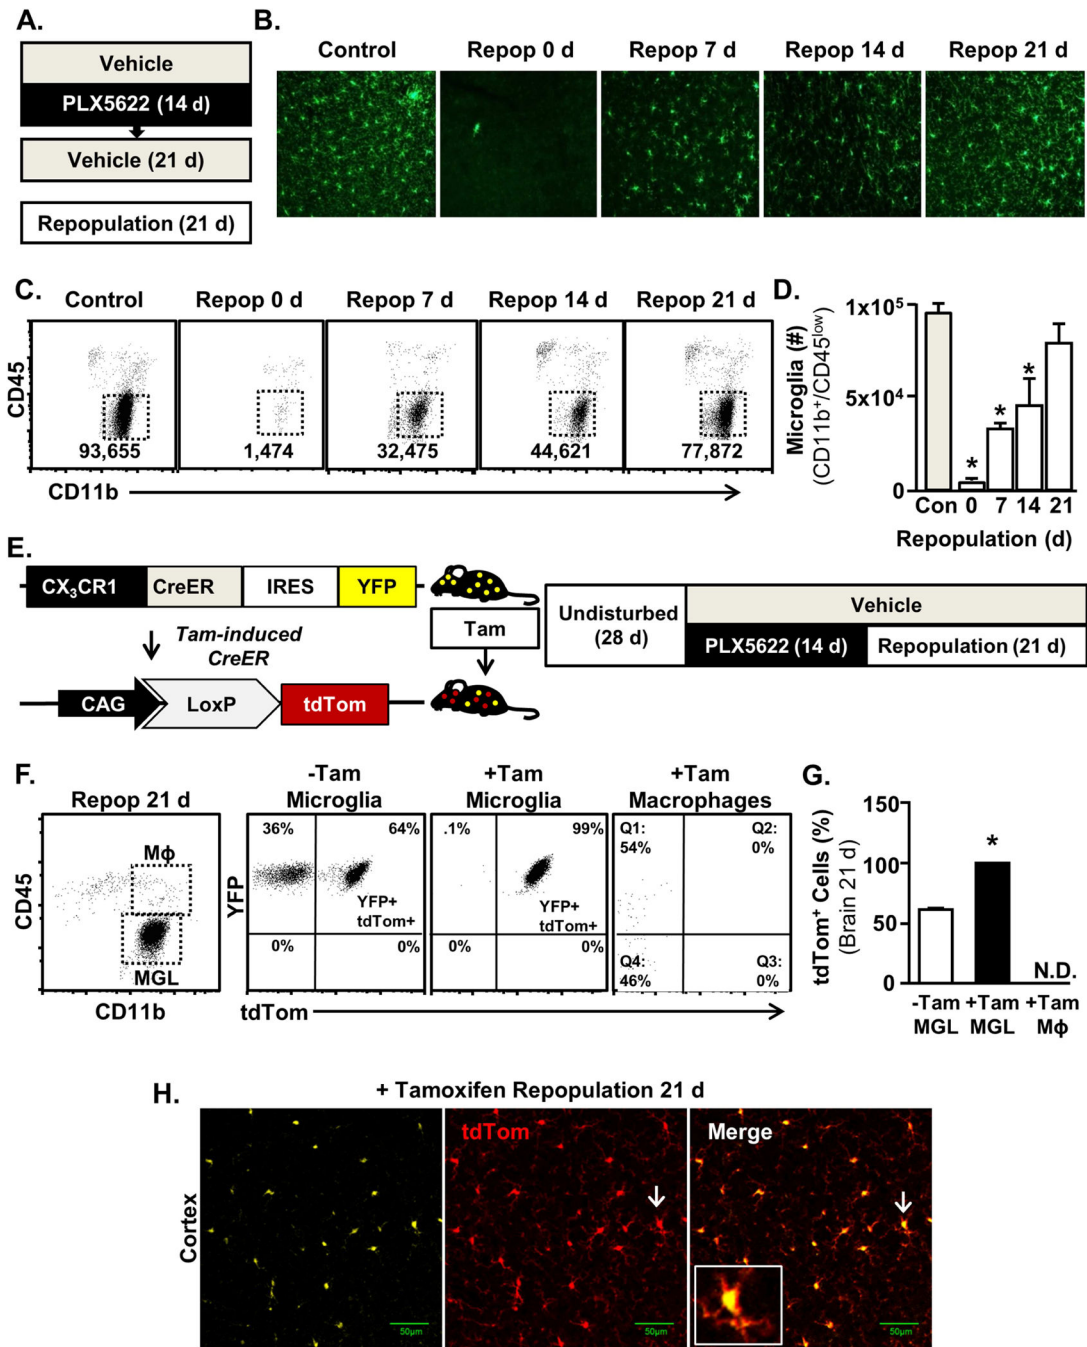 A.
Vehicle
PLX5622 (14 d)
Vehicle (21 d)
Repopulation (21 d)
B.
Control Repop 0 d Repop 7 d Repop 14 d Repop 21 d
C.
Control Repop 0 d Repop 7 d Repop 14 d Repop 21 d
CD45
93,655 1,474 32,475 44,621 77,872
CD11b
D.
Microglia (#)
(CD11b+/CD45low)
1x10⁵
5x10⁴
0
* * *
Con 0 7 14 21
Repopulation (d)
E.
CX₃CR1 CreER IRES YFP
Tam-induced
CreER
CAG LoxP tdTom
Tam
Undisturbed
(28 d)
Vehicle
PLX5622 (14 d) Repopulation (21 d)
F.
Repop 21 d
CD45
Mϕ
MGL
CD11b
-Tam
Microglia
+Tam
Microglia
+Tam
Macrophages
YFP
36% 64%
YFP+
tdTom+
0% 0%
.1% 99%
YFP+
tdTom+
0% 0%
Q1:
54%
Q2:
0%
Q4:
46%
Q3:
0%
tdTom
G.
tdTom+ Cells (%)
(Brain 21 d)
150
100
50
0
*
N.D.
-Tam +Tam +Tam
MGL MGL Mϕ
H.
+ Tamoxifen Repopulation 21 d
Cortex
tdTom
Merge
50µm 50µm 50µm